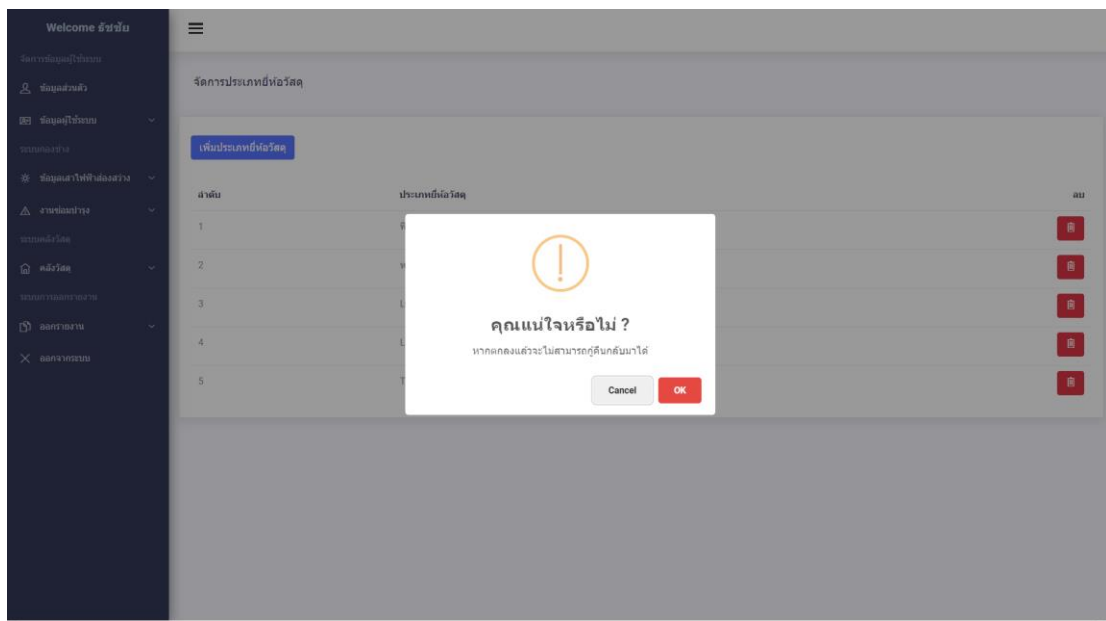 Welcome ธัชชัย
จัดการข้อมูลผู้ใช้ระบบ
ข้อมูลส่วนตัว
ข้อมูลผู้ใช้ระบบ
ระบบกองช่าง
ข้อมูลเสาไฟฟ้าส่องสว่าง
งานซ่อมบำรุง
ระบบคลังวัสดุ
คลังวัสดุ
ระบบการออกรายงาน
ออกรายงาน
ออกจากระบบ
จัดการประเภทยี่ห้อวัสดุ
เพิ่มประเภทยี่ห้อวัสดุ
ลำดับ ประเภทยี่ห้อวัสดุ ลบ
1
2
3
4
5
คุณแน่ใจหรือไม่ ?
หากตกลงแล้วจะไม่สามารถกู้คืนกลับมาได้
Cancel OK